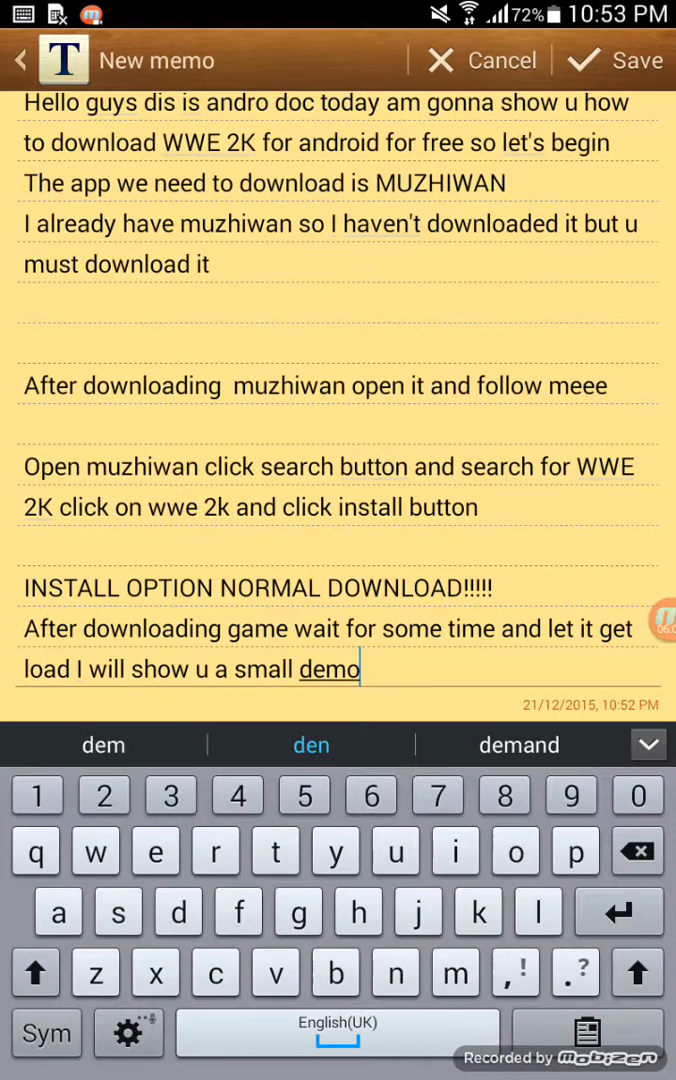 72% 10:53 PM
T New memo Cancel Save
Hello guys dis is andro doc today am gonna show u how
to download WWE 2K for android for free so let's begin
The app we need to download is MUZHIWAN
I already have muzhiwan so I haven't downloaded it but u
must download it
After downloading  muzhiwan open it and follow meee
Open muzhiwan click search button and search for WWE
2K click on wwe 2k and click install button
INSTALL OPTION NORMAL DOWNLOAD!!!!!
After downloading game wait for some time and let it get
load I will show u a small demo
21/12/2015, 10:52 PM
dem den demand
1 2 3 4 5 6 7 8 9 0
q w e r t y u i o p
a s d f g h j k l
z x c v b n m , ! . ?
Sym English(UK)
Recorded by mobizen